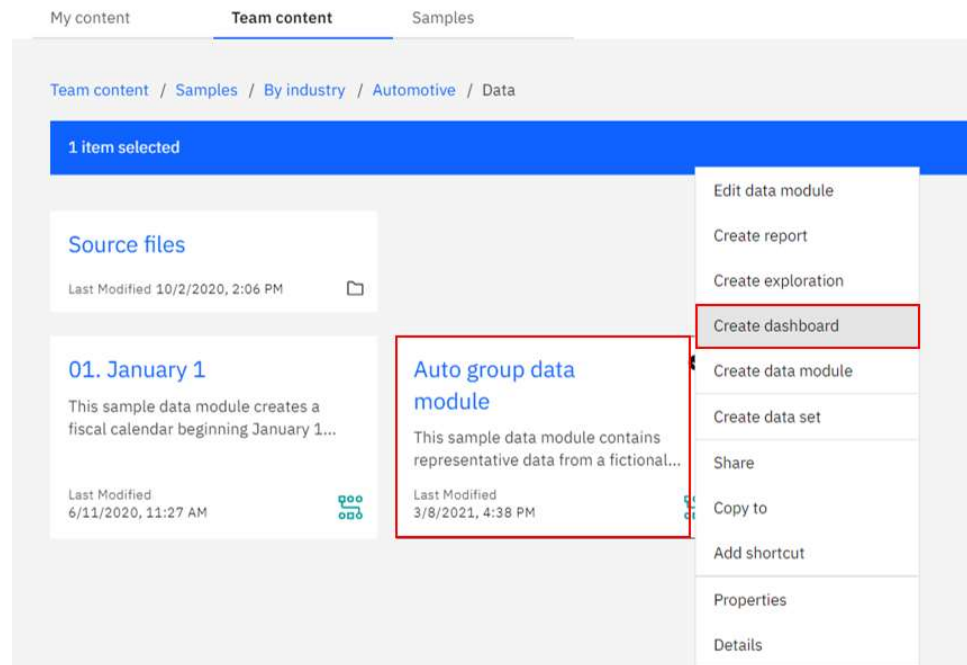 My content
Team content
Samples
Team content / Samples / By industry / Automotive / Data
1 item selected
Source files
Last Modified 10/2/2020, 2:06 PM
01. January 1
This sample data module creates a
fiscal calendar beginning January 1...
Last Modified
6/11/2020, 11:27 AM
Auto group data
module
This sample data module contains
representative data from a fictional...
Last Modified
3/8/2021, 4:38 PM
Edit data module
Create report
Create exploration
Create dashboard
Create data module
Create data set
Share
Copy to
Add shortcut
Properties
Details